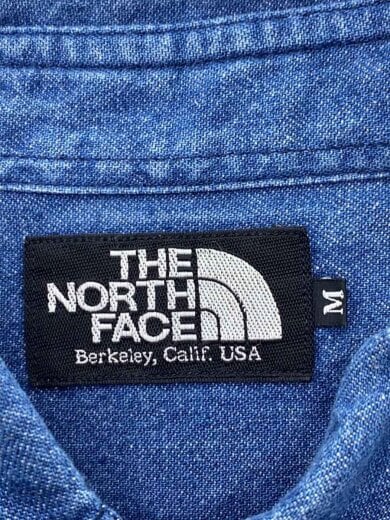 THE
NORTH
FACE
Berkeley, Calif. USA
M